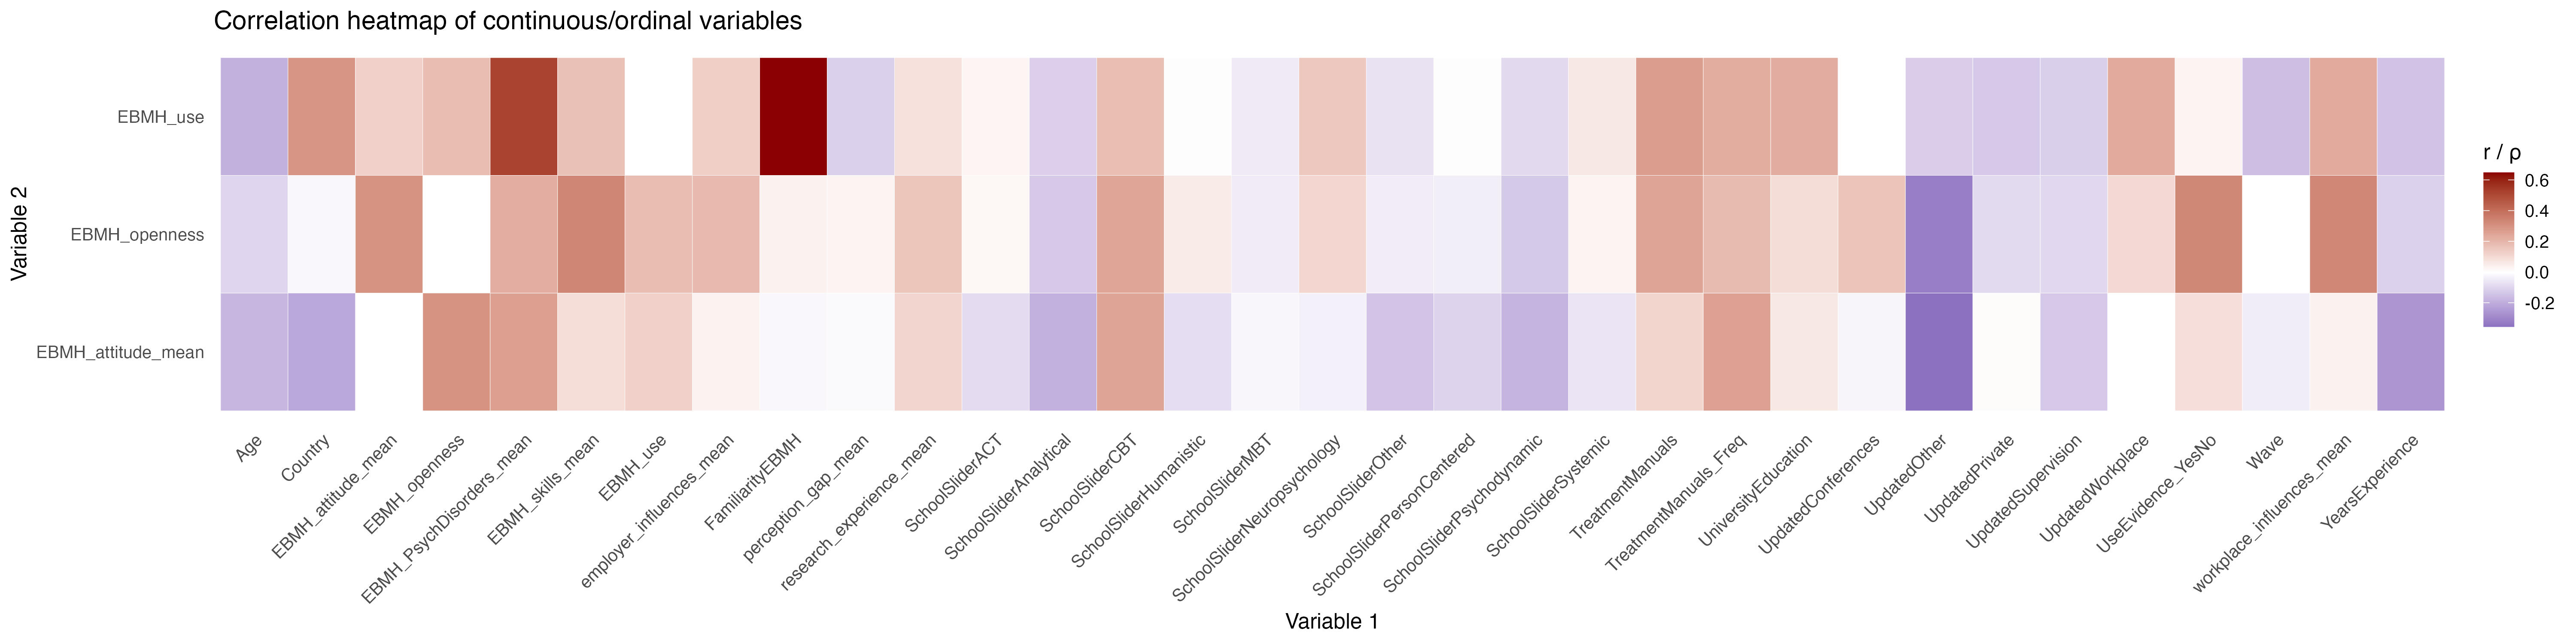 Correlation heatmap of continuous/ordinal variables
Variable 2
EBMH_use
EBMH_openness
EBMH_attitude_mean
Age
Country
EBMH_attitude_mean
EBMH_openness
EBMH_PsychDisorders_mean
EBMH_skills_mean
EBMH_use
employer_influences_mean
FamiliarityEBMH
perception_gap_mean
research_experience_mean
SchoolSliderACT
SchoolSliderAnalytical
SchoolSliderCBT
SchoolSliderHumanistic
SchoolSliderMBT
SchoolSliderNeuropsychology
SchoolSliderOther
SchoolSliderPersonCentered
SchoolSliderPsychodynamic
SchoolSliderSystemic
TreatmentManuals
TreatmentManuals_Freq
UniversityEducation
UpdatedConferences
UpdatedOther
UpdatedPrivate
UpdatedSupervision
UpdatedWorkplace
UseEvidence_YesNo
Wave
workplace_influences_mean
YearsExperience
Variable 1
r / ρ
0.6
0.4
0.2
0.0
-0.2